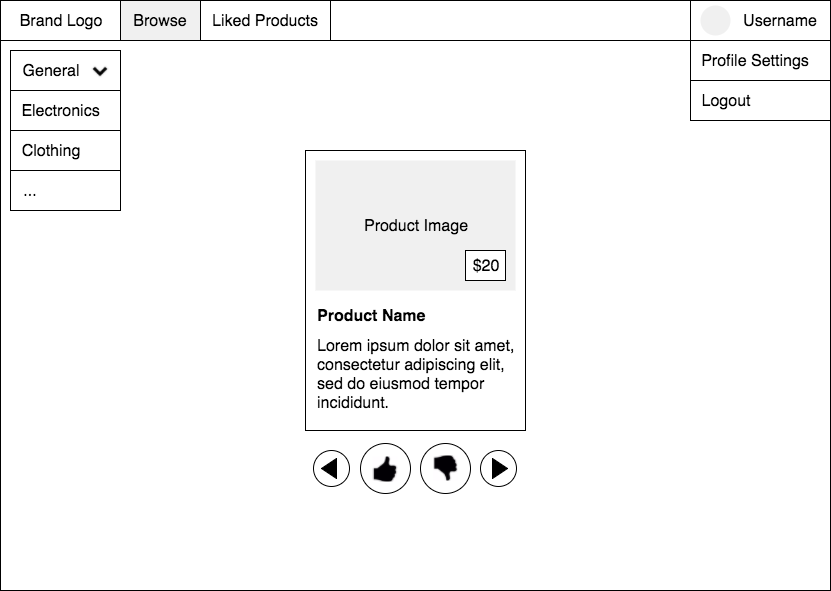 Brand Logo
Browse
Liked Products
Username
Profile Settings
Logout
General
Electronics
Clothing
...
Product Image
$20
Product Name
Lorem ipsum dolor sit amet,
consectetur adipiscing elit,
sed do eiusmod tempor
incididunt.